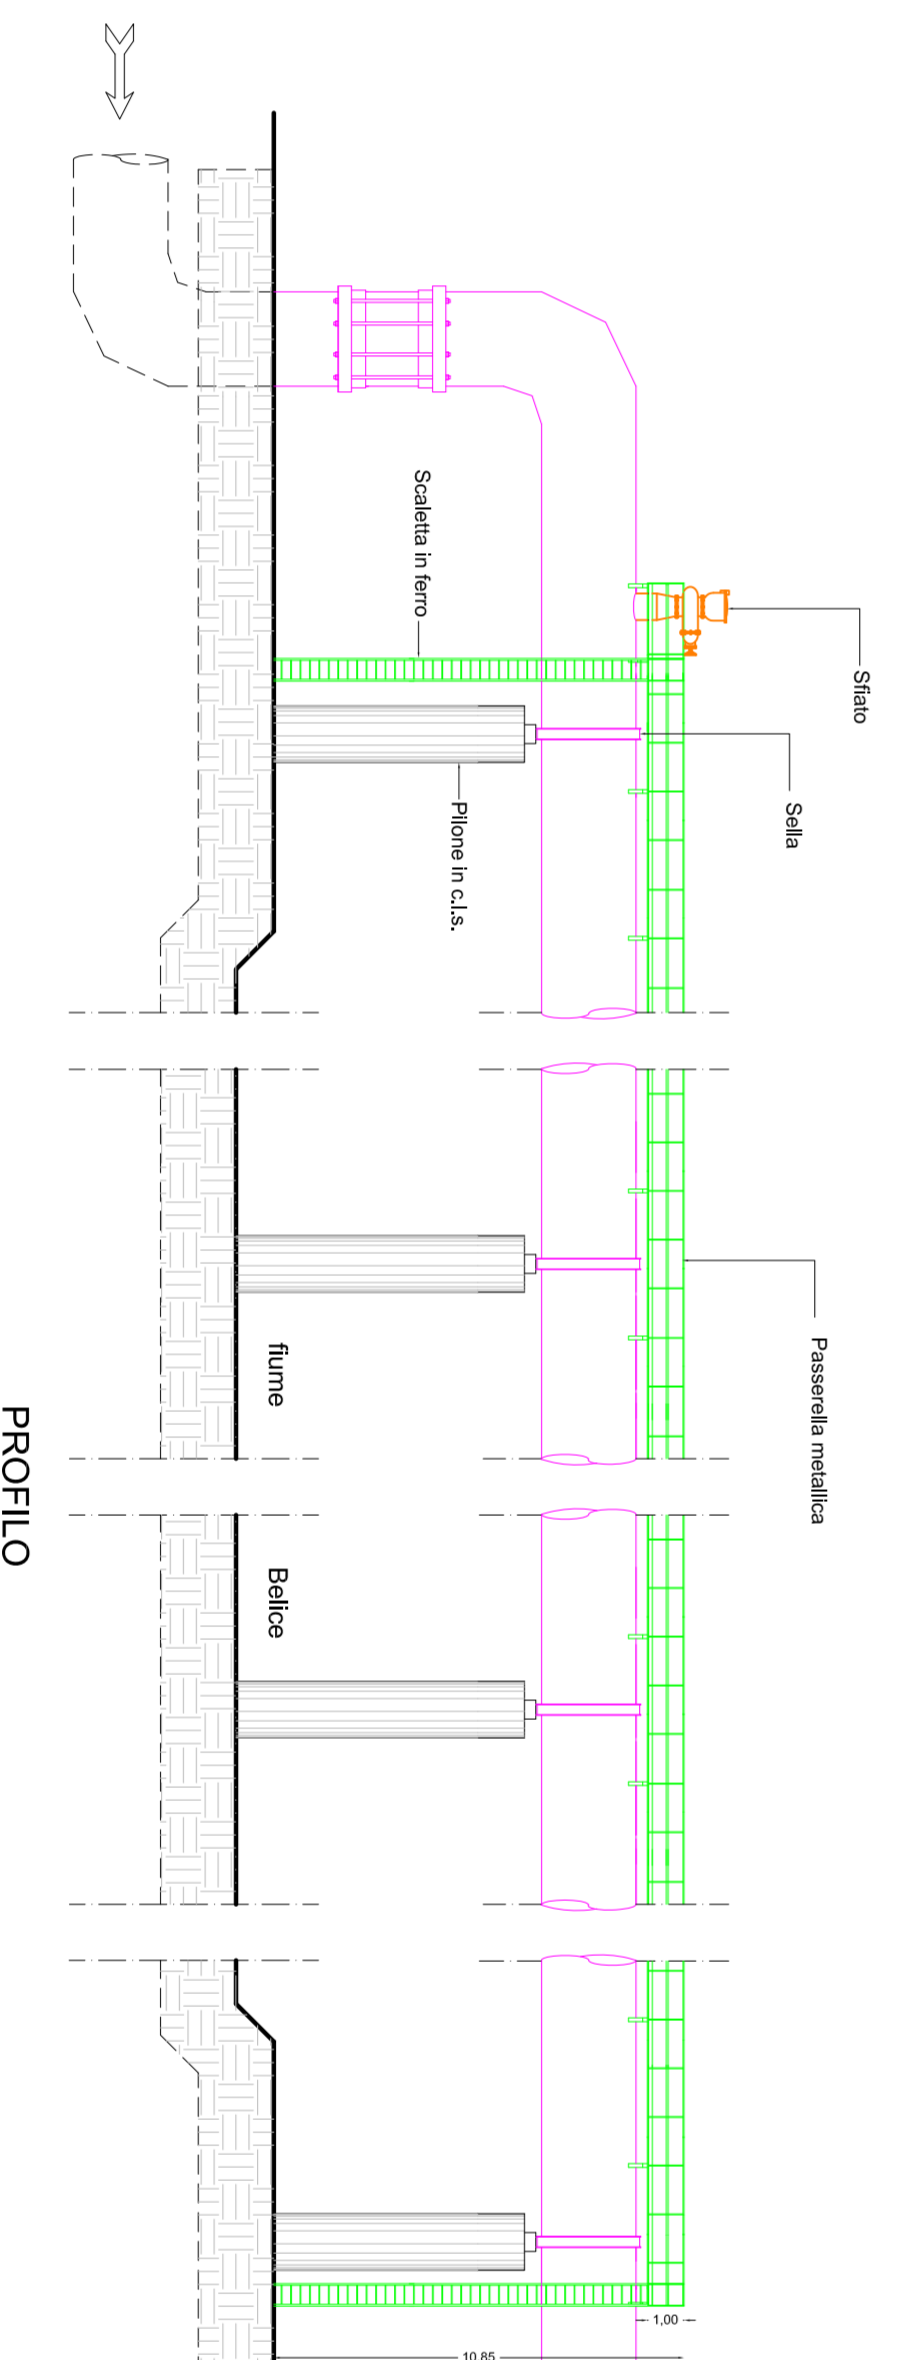 Sfiato
Sella
Scaletta in ferro
Pilone in c.l.s.
Passerella metallica
fiume
Belice
1,00
10,85
PROFILO